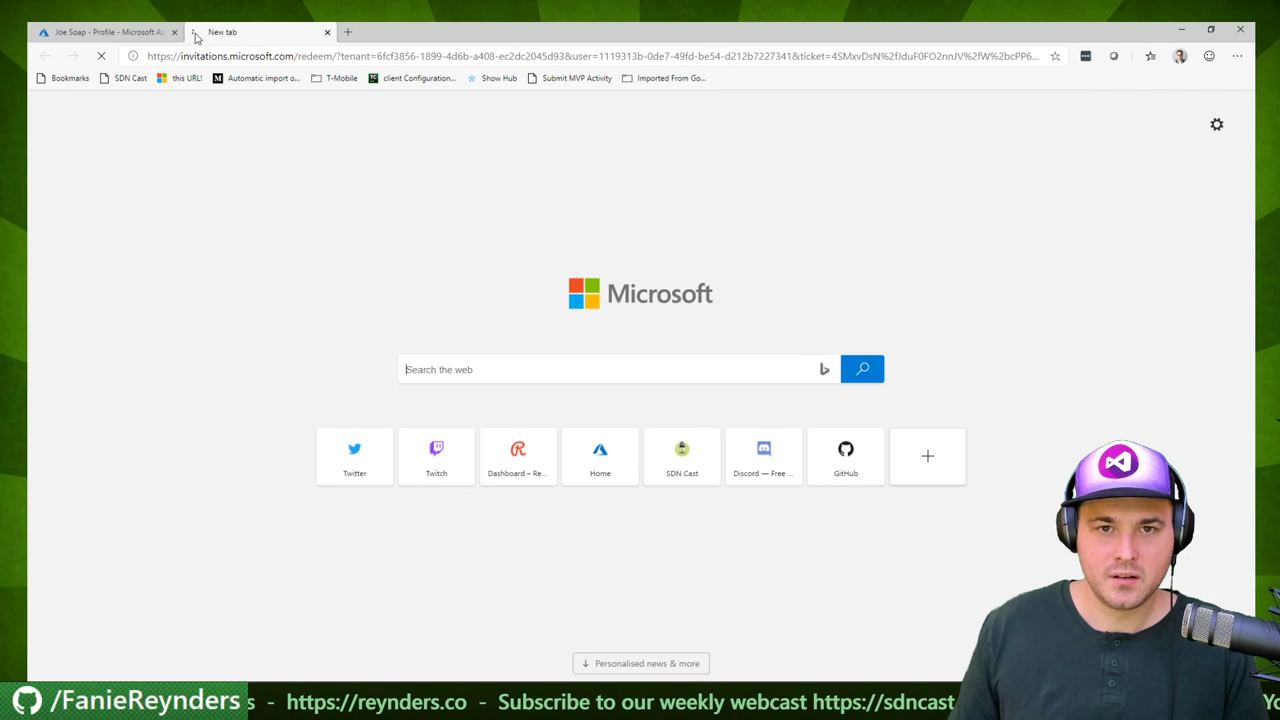 Joe Soap - Profile - Microsoft Az
New tab
https://invitations.microsoft.com/redeem/?tenant=6fcf3856-1899-4d6b-a408-ec2dc2045d93&user=1119313b-0de7-49fd-be54-d212b7227341&ticket=4SMxvDsN%2fJduF0FO2nnJV%2fW%2bcPP6...
Bookmarks SDN Cast this URL! Automatic import o... T-Mobile client Configuration... Show Hub Submit MVP Activity Imported From Go...
Microsoft
Search the web
Twitter Twitch Dashboard – Re... Home SDN Cast Discord — Free ... GitHub
Personalised news & more
/FanieReynders s - https://reynders.co - Subscribe to our weekly webcast https://sdncast